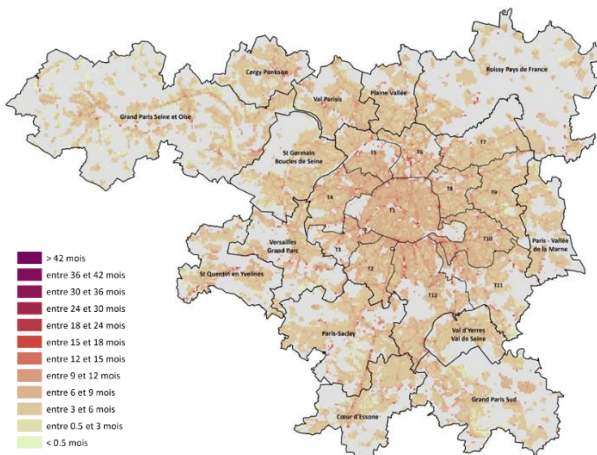 Cergy Pontoise
Roissy Pays de France
Val Parisis
Plaine Vallée
Grand Paris Seine et Oise
St Germain
Boucles de Seine
T5
T6
T7
T4
T1
T8
T9
Versailles
Grand Parc
T3
T2
T10
Paris - Vallée
de la Marne
St Quentin en Yvelines
T12
T11
Paris-Saclay
Val d'Yerres
Val de Seine
Cœur d'Essonne
Grand Paris Sud
> 42 mois
entre 36 et 42 mois
entre 30 et 36 mois
entre 24 et 30 mois
entre 18 et 24 mois
entre 15 et 18 mois
entre 12 et 15 mois
entre 9 et 12 mois
entre 6 et 9 mois
entre 3 et 6 mois
entre 0.5 et 3 mois
< 0.5 mois